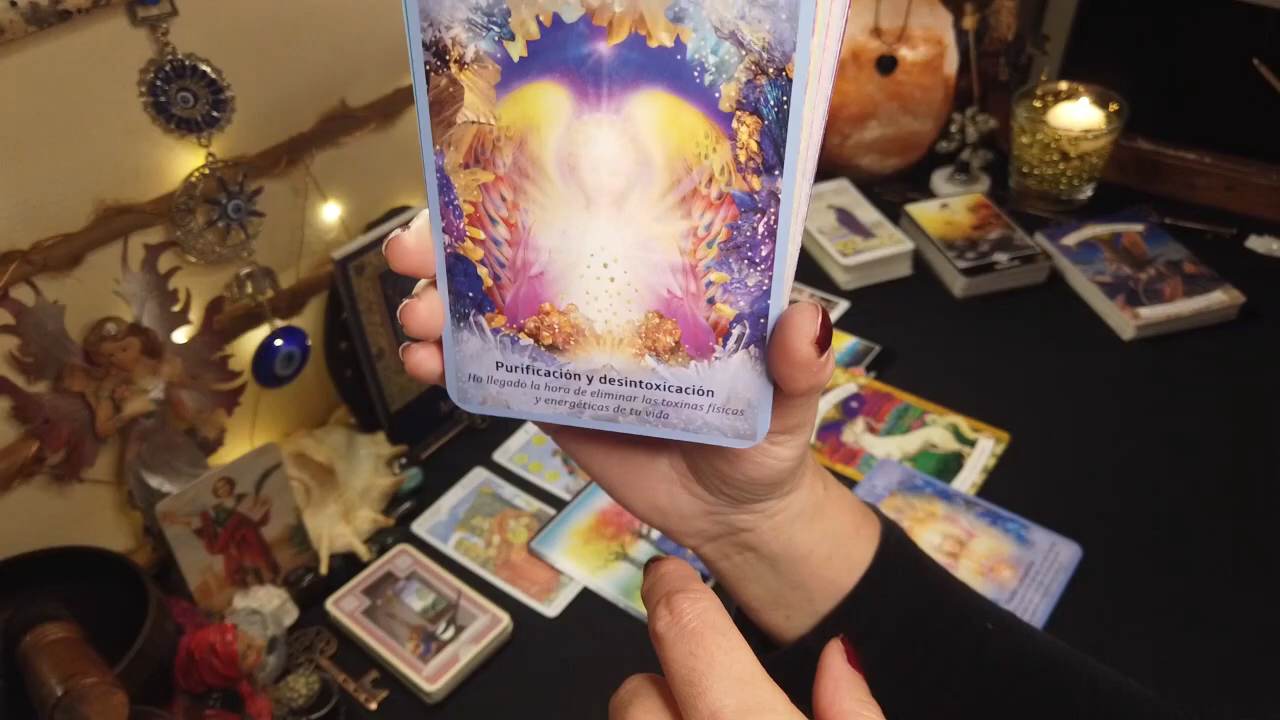 Purificación y desintoxicación
Ha llegado la hora de eliminar las toxinas físicas
y energéticas de tu vida